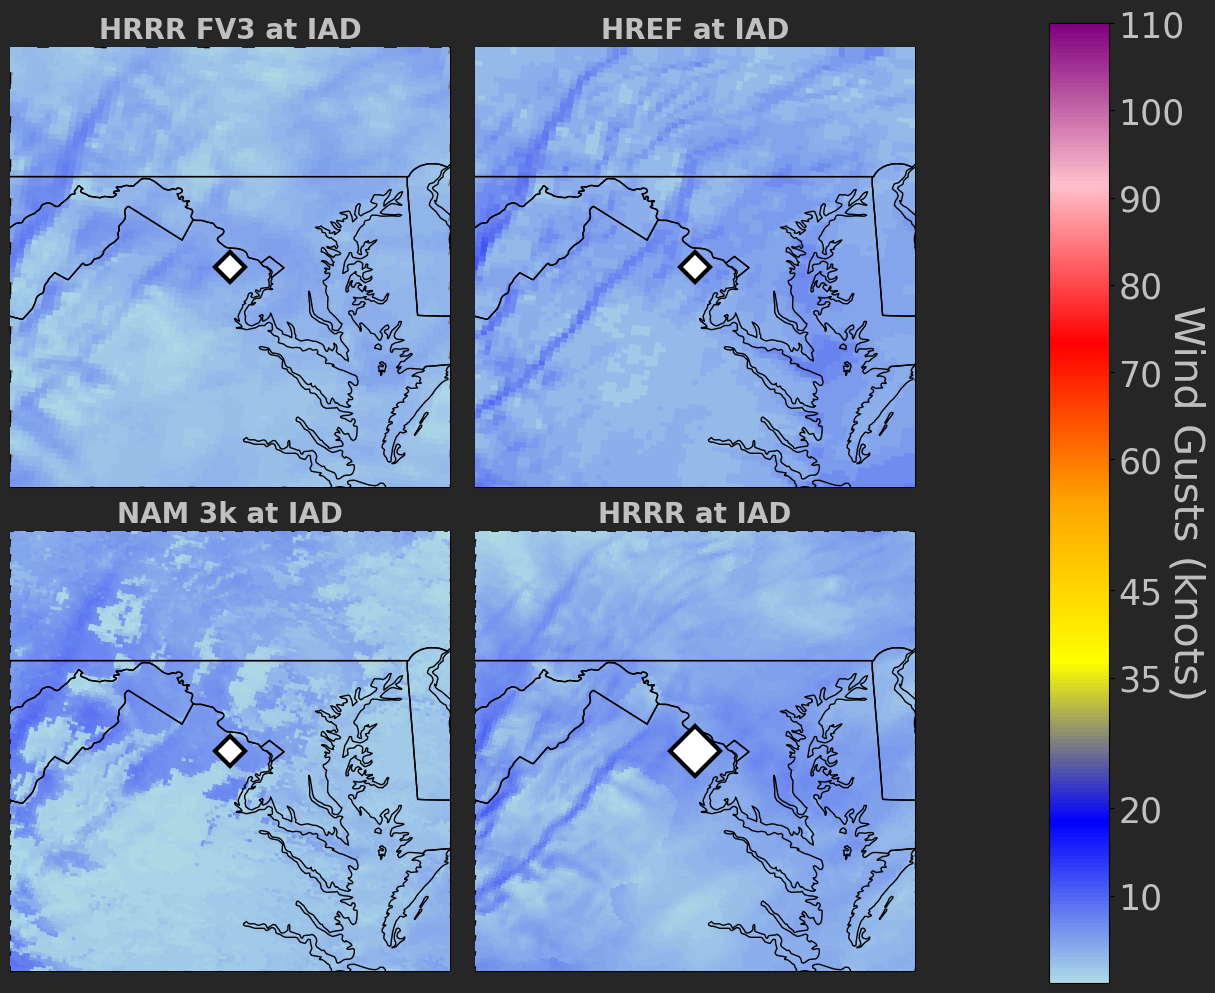 HRRR FV3 at IAD
HREF at IAD
NAM 3k at IAD
HRRR at IAD
110
100
90
80
70
60
45
35
20
10
Wind Gusts (knots)